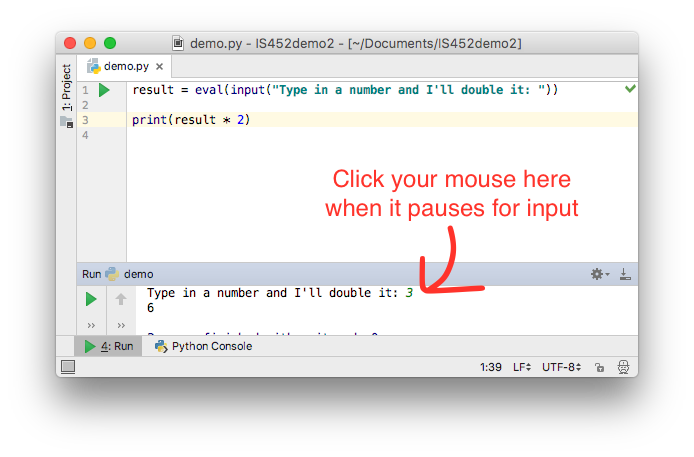 demo.py - IS452demo2 - [~/Documents/IS452demo2]
1: Project
demo.py
1 result = eval(input("Type in a number and I'll double it: "))
2
3 print(result * 2)
4
Click your mouse here
when it pauses for input
Run demo
Type in a number and I'll double it: 3
6
4: Run Python Console
1:39 LF UTF-8